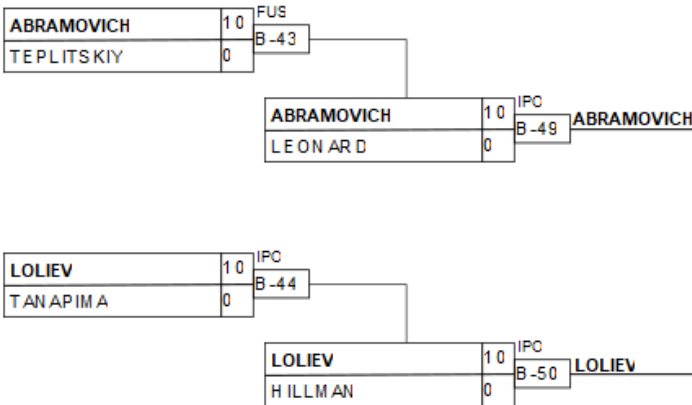 ABRAMOVICH 10 FUS
B-43
TEPLITSKIY 0
ABRAMOVICH 10 IPO
B-49 ABRAMOVICH
LEONARD 0
LOLIEV 10 IPO
B-44
TANAPIMA 0
LOLIEV 10 IPO
B-50 LOLIEV
HILLMAN 0